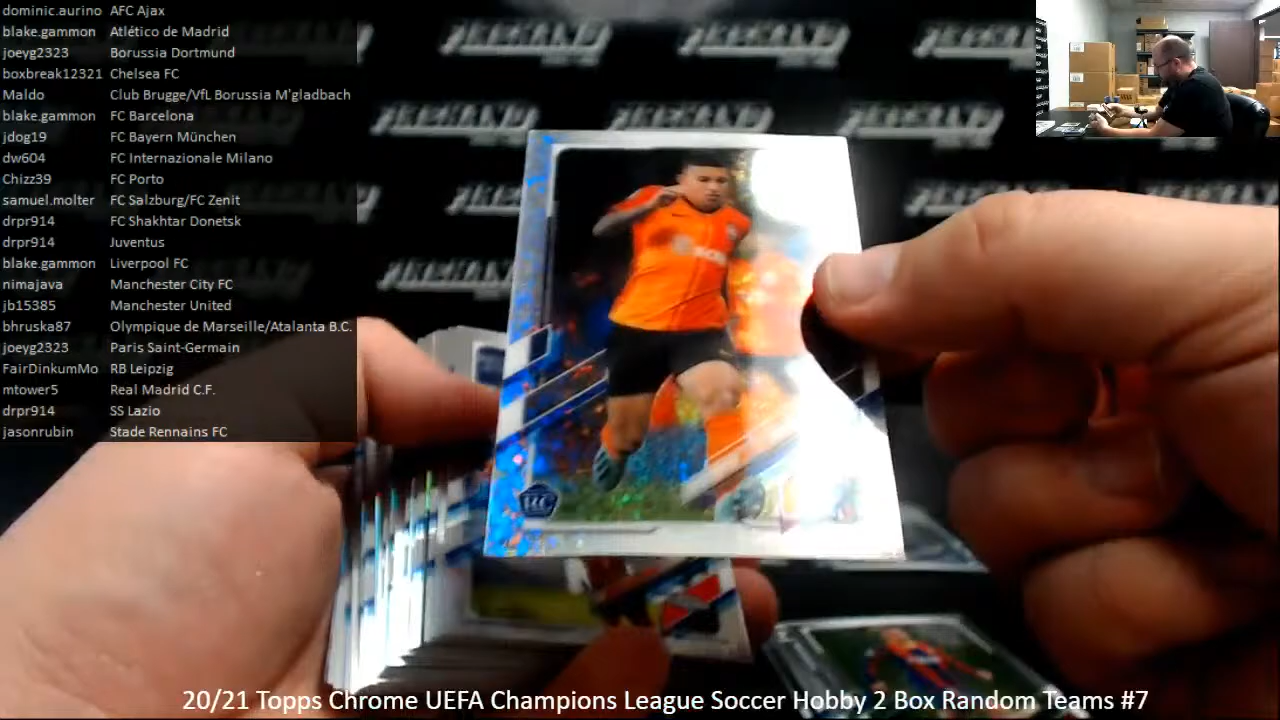 dominic.aurino AFC Ajax
blake.gammon Atlético de Madrid
joeyg2323 Borussia Dortmund
boxbreak12321 Chelsea FC
Maldo Club Brugge/VfL Borussia M'gladbach
blake.gammon FC Barcelona
jdog19 FC Bayern München
dw604 FC Internazionale Milano
Chizz39 FC Porto
samuel.molter FC Salzburg/FC Zenit
drpr914 FC Shakhtar Donetsk
drpr914 Juventus
blake.gammon Liverpool FC
nimajava Manchester City FC
jb15385 Manchester United
bhruska87 Olympique de Marseille/Atalanta B.C.
joeyg2323 Paris Saint-Germain
FairDinkumMo RB Leipzig
mtower5 Real Madrid C.F.
drpr914 SS Lazio
jasonrubin Stade Rennains FC
RC
20/21 Topps Chrome UEFA Champions League Soccer Hobby 2 Box Random Teams #7